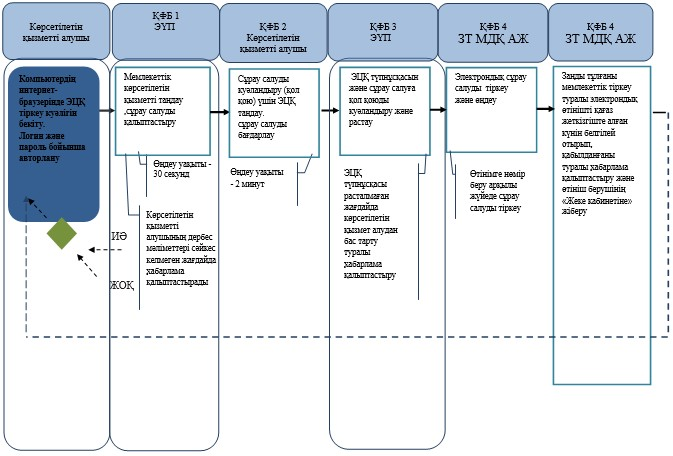 Көрсетілетін
қызметті алушы
ҚФБ 1
ЭҮП
ҚФБ 2
Көрсетілетін
қызметті алушы
ҚФБ 3
ЭҮП
ҚФБ 4
ЗТ МДҚ АЖ
ҚФБ 4
ЗТ МДҚ АЖ
Компьютердің
интернет-
браузерінде ЭЦҚ
тіркеу куәлігін
бекіту.
Логин және
пароль бойынша
авторлану
Мемлекеттік
көрсетілетін
қызметті таңдау
,сұрау салуды
қалыптастыру
Өңдеу уақыты -
30 секунд
Көрсетілетін
қызметті
алушының дербес
мәліметтері сәйкес
келмеген жағдайда
хабарлама
қалыптастырады
ИӘ
ЖОҚ
Сұрау салуды
куәландыру (қол
қою) үшін ЭЦҚ
таңдау.
сұрау салуды
бағдарлау
Өңдеу уақыты
- 2 минут
ЭЦҚ түпнұсқасын
және сұрау салуға
қол қоюды
куәландыру және
растау
ЭЦҚ
түпнұсқасы
расталмаған
жағдайда
көрсетілетін
қызмет алудан
бас тарту
туралы
хабарлама
қалыптастыру
Электрондық сұрау
салуды тіркеу
және өңдеу
Өтінімге нөмір
беру арқылы
жүйеде сұрау
салуды тіркеу
Заңды тұлғаны
мемлекеттік тіркеу
туралы электрондық
өтінішті қағаз
жеткізгіште алған
күнін белгілей
отырып,
қабылданғаны
туралы хабарлама
қалыптастыру және
өтініш берушінің
«Жеке кабинетіне»
жіберу